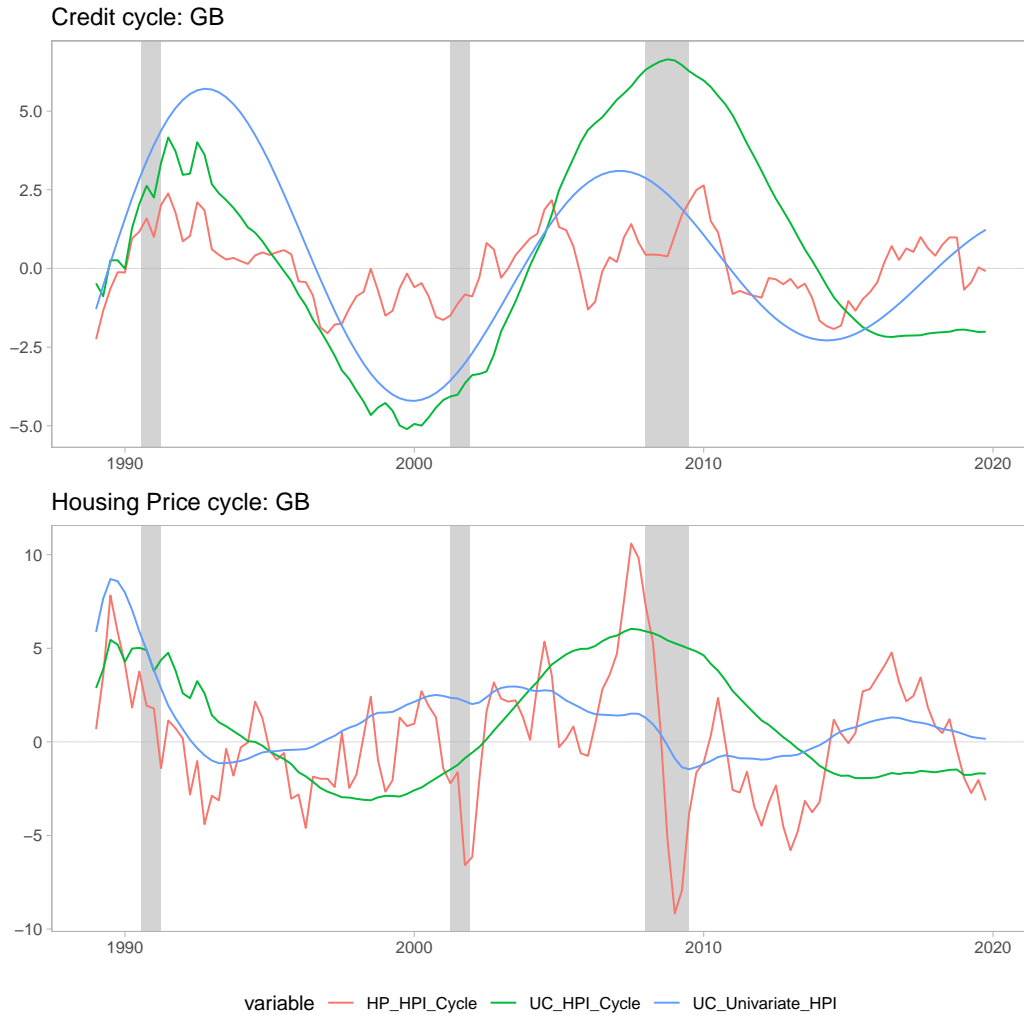 Credit cycle: GB
5.0
2.5
0.0
−2.5
−5.0
1990 2000 2010 2020
Housing Price cycle: GB
10
5
0
−5
−10
1990 2000 2010 2020
variable HP_HPI_Cycle UC_HPI_Cycle UC_Univariate_HPI